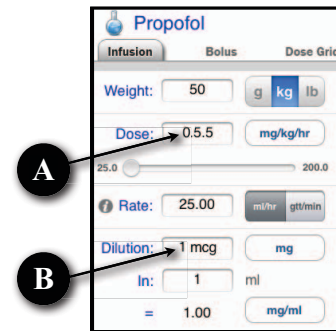 Propofol
Infusion Bolus Dose Grid
Weight: 50 g kg lb
Dose: 0.5.5 mg/kg/hr
A
25.0 200.0
i Rate: 25.00 ml/hr gtt/min
Dilution: 1 mcg mg
B
In: 1 ml
= 1.00 mg/ml